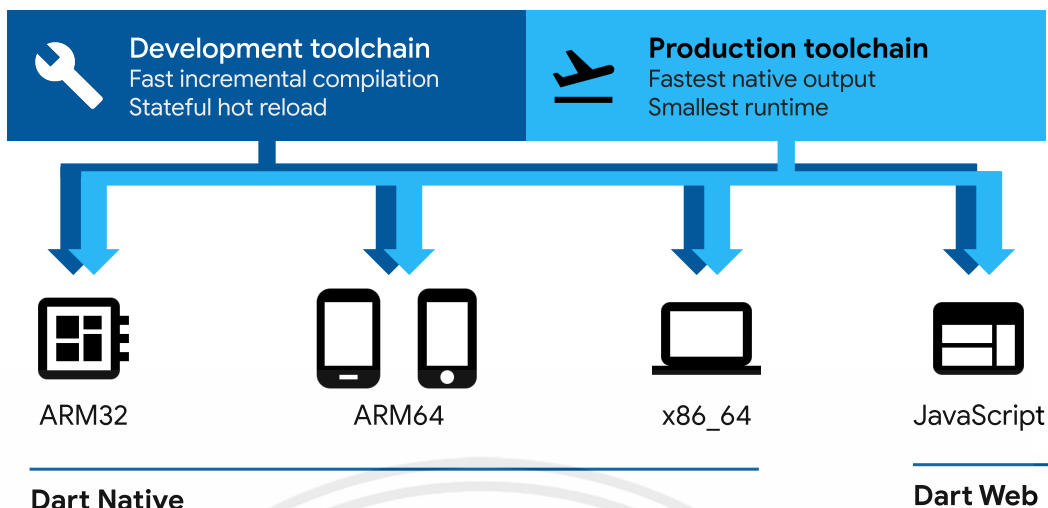 Development toolchain
Fast incremental compilation
Stateful hot reload
Production toolchain
Fastest native output
Smallest runtime
ARM32
ARM64
x86_64
JavaScript
Dart Native
Dart Web